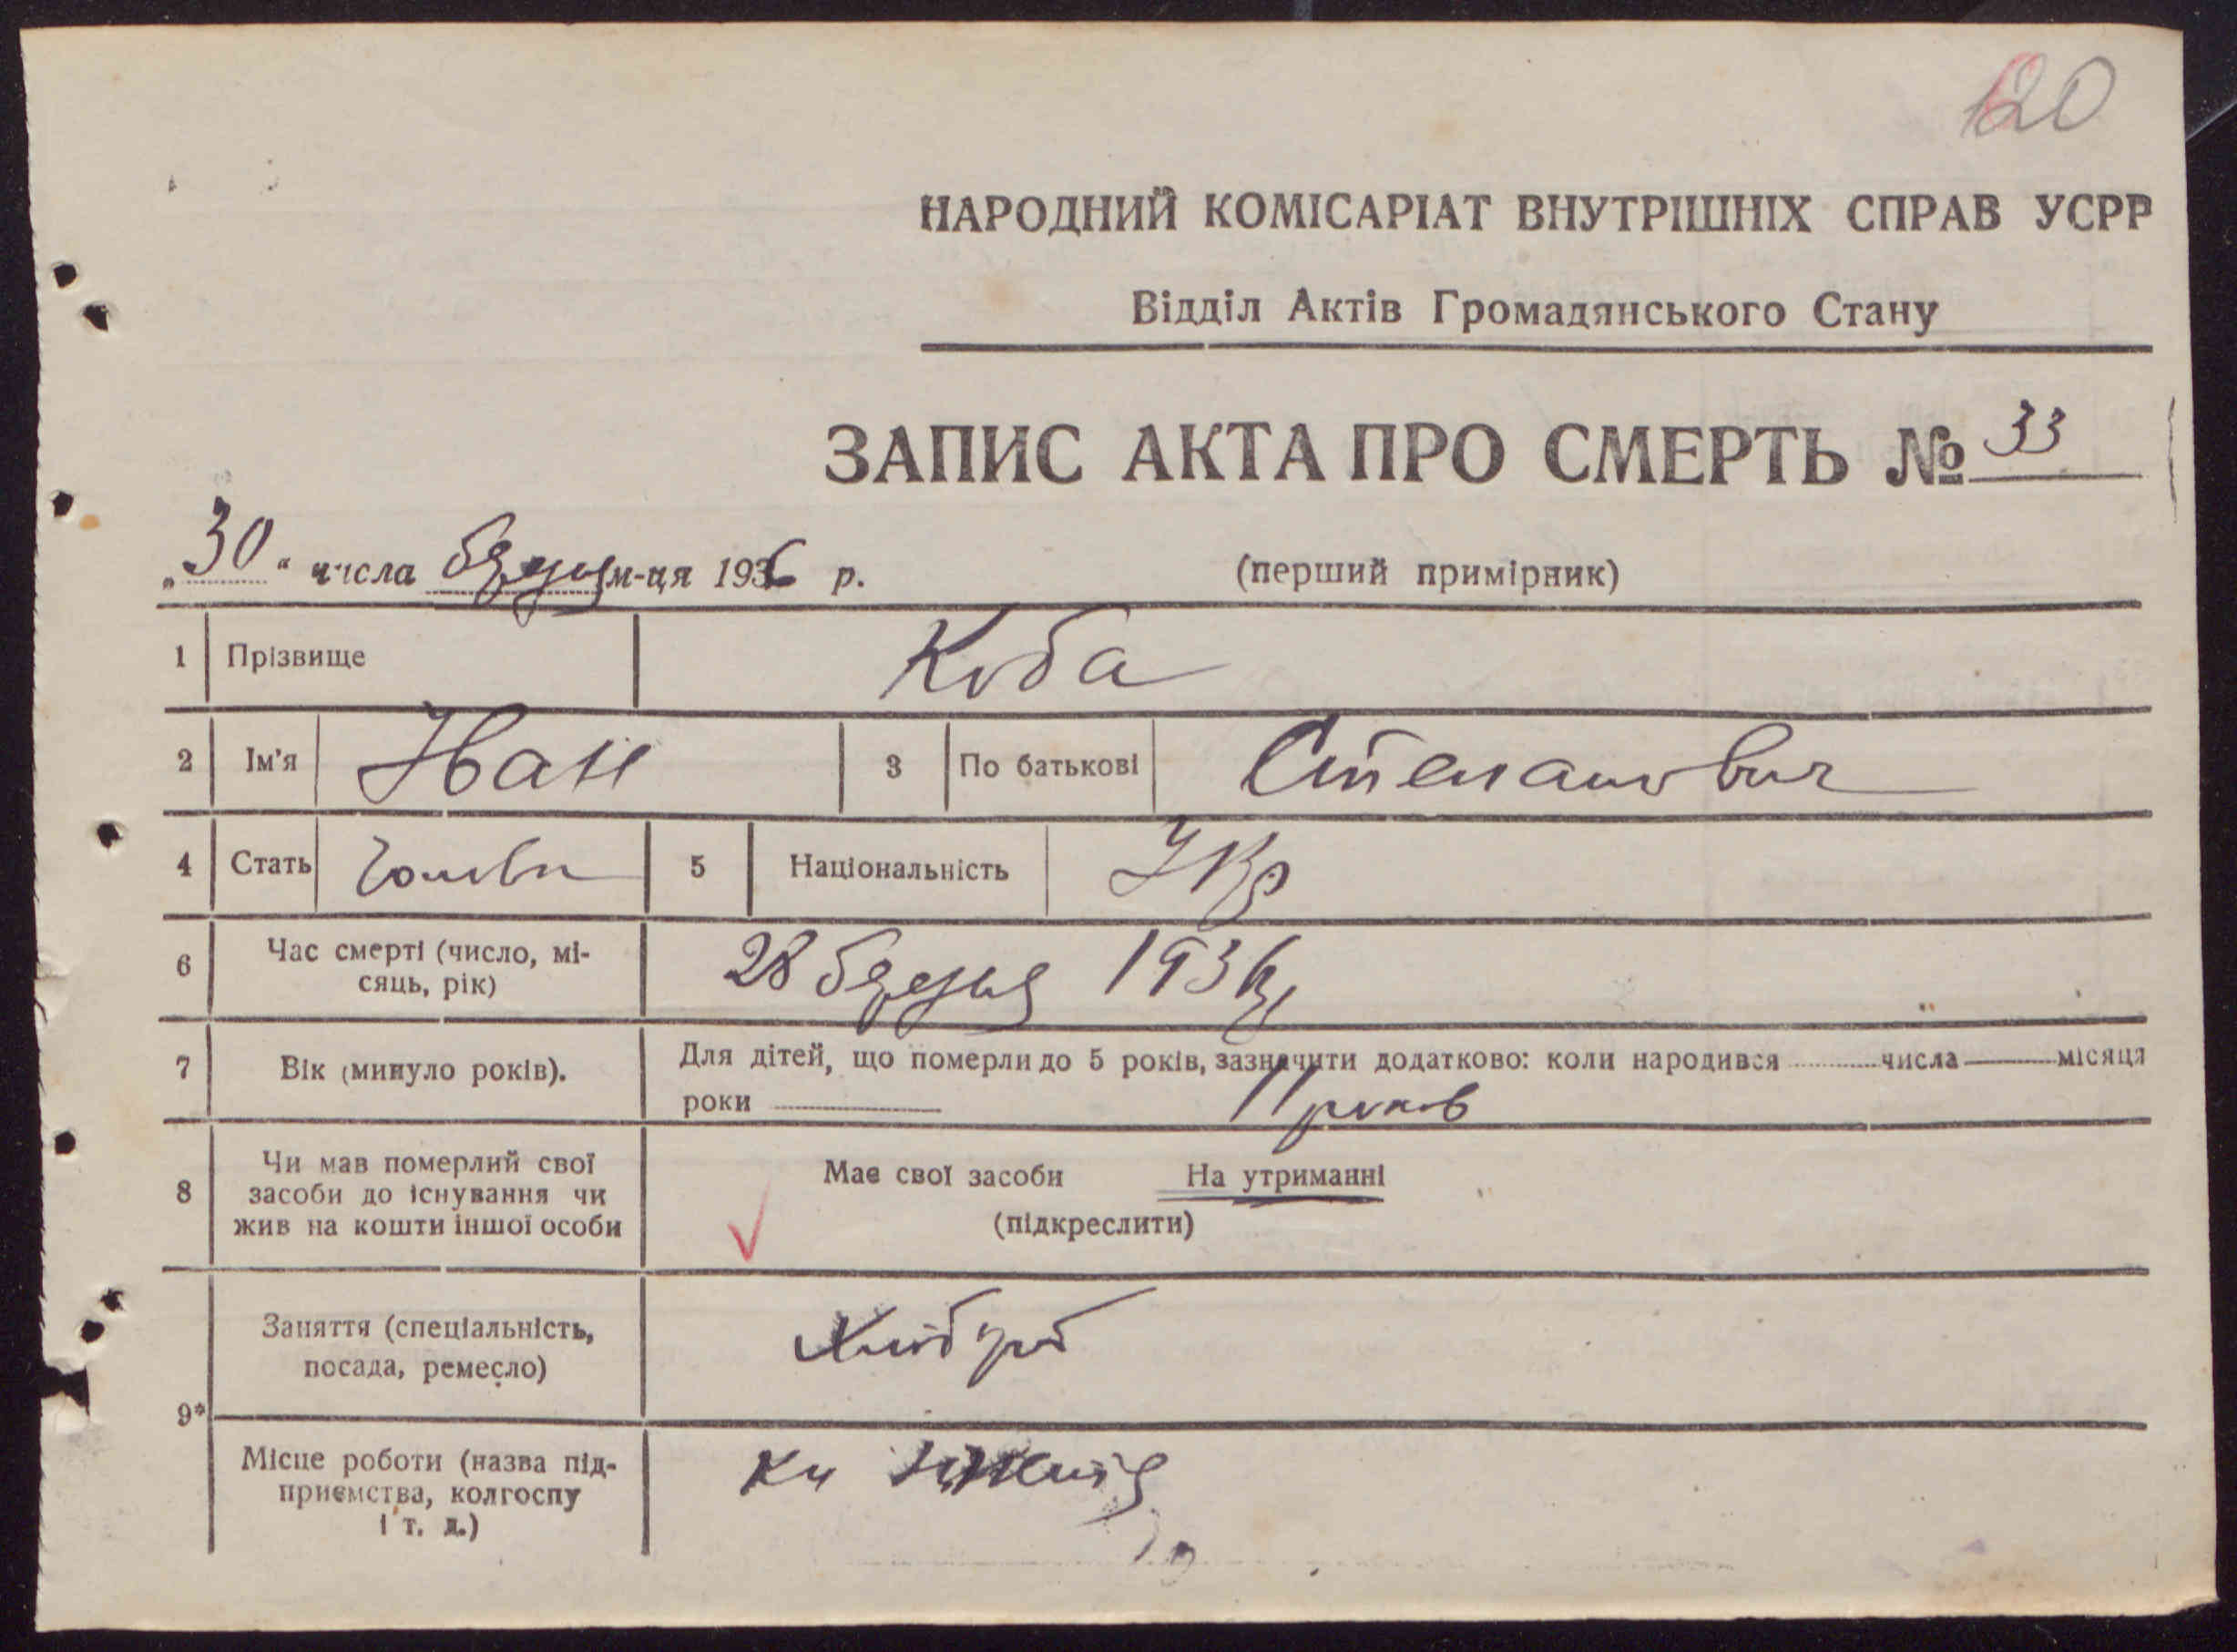 120
НАРОДНИЙ КОМІСАРІАТ ВНУТРІШНІХ СПРАВ УСРР
Відділ Актів Громадянського Стану
ЗАПИС АКТА ПРО СМЕРТЬ № 33
„30“ числа березня м-ця 1936 р. (перший примірник)
1 Прізвище Коба
2 Ім'я Іван 3 По батькові Степанович
4 Стать 5 Національність Укр
6 Час смерті (число, мі-
сяць, рік) 28 березня 1936
7 Вік (минуло років). Для дітей, що померли до 5 років, зазначити додатково: коли народився числа місяця
роки 11 років
8 Чи мав померлий свої
засоби до існування чи
жив на кошти іншої особи
Має свої засоби На утриманні
(підкреслити)
9* Заняття (спеціальність,
посада, ремесло) Хлібороб
Місце роботи (назва під-
приємства, колгоспу
і т. д.)